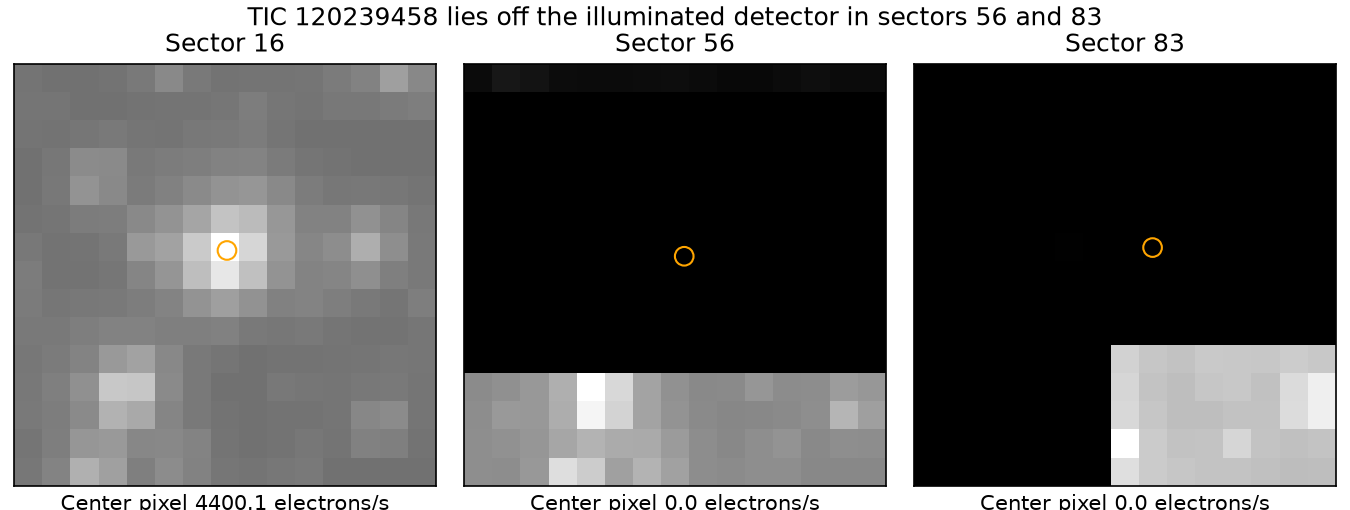 TIC 120239458 lies off the illuminated detector in sectors 56 and 83
Sector 16
Sector 56
Sector 83
Center pixel 4400.1 electrons/s
Center pixel 0.0 electrons/s
Center pixel 0.0 electrons/s